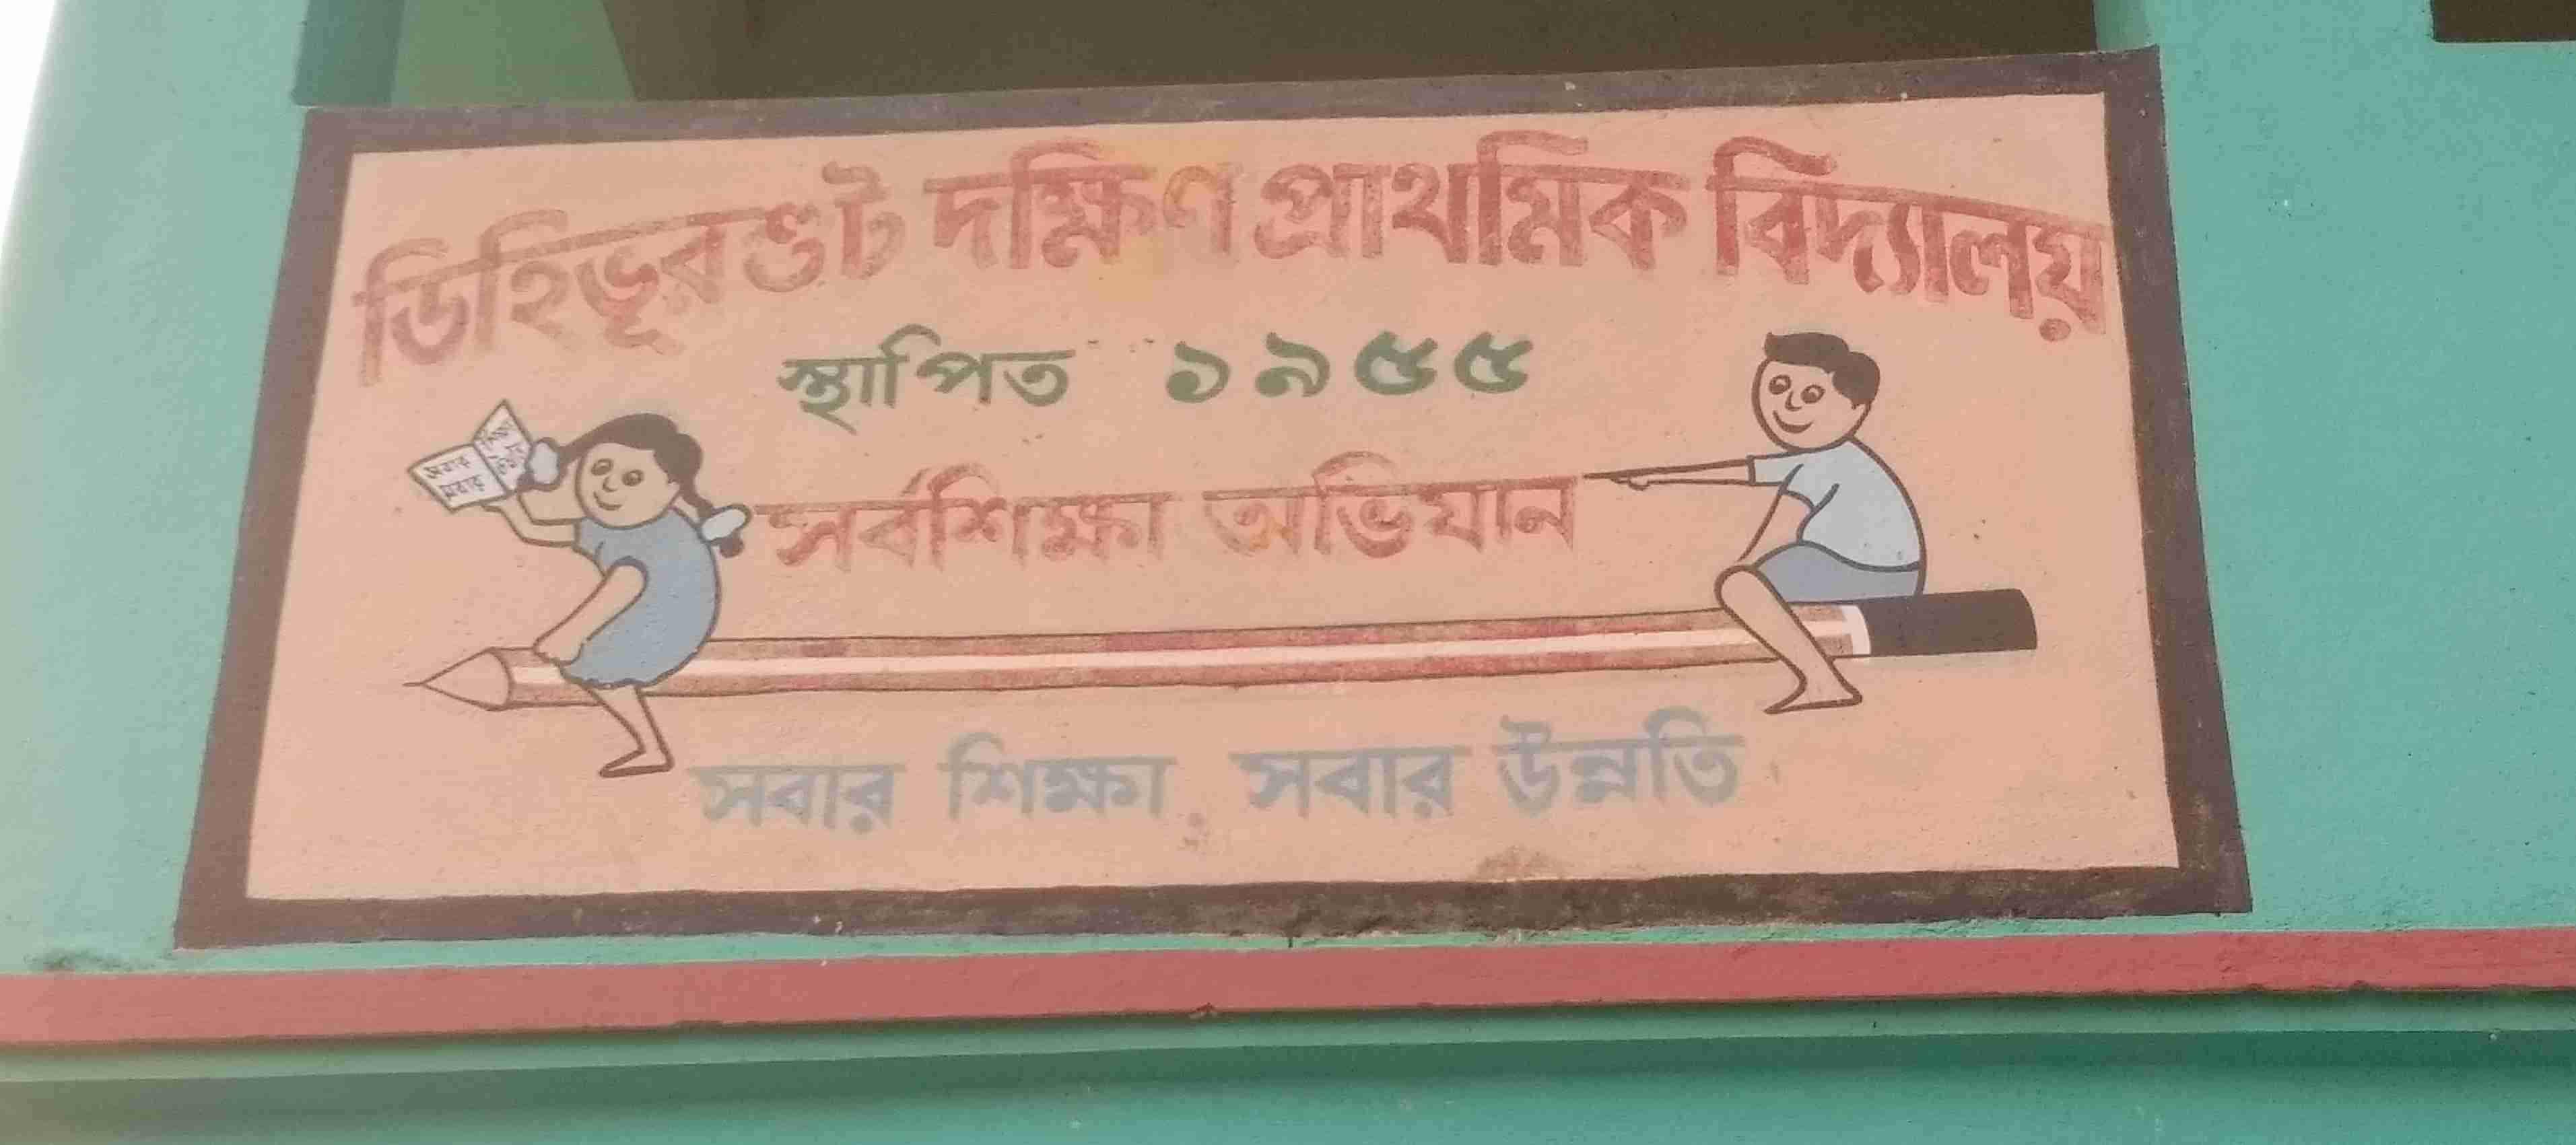 ডিহিভূরশুট দক্ষিণ প্রাথমিক বিদ্যালয়
স্থাপিত ১৯৫৫
সর্বশিক্ষা অভিযান
সবার শিক্ষা, সবার উন্নতি